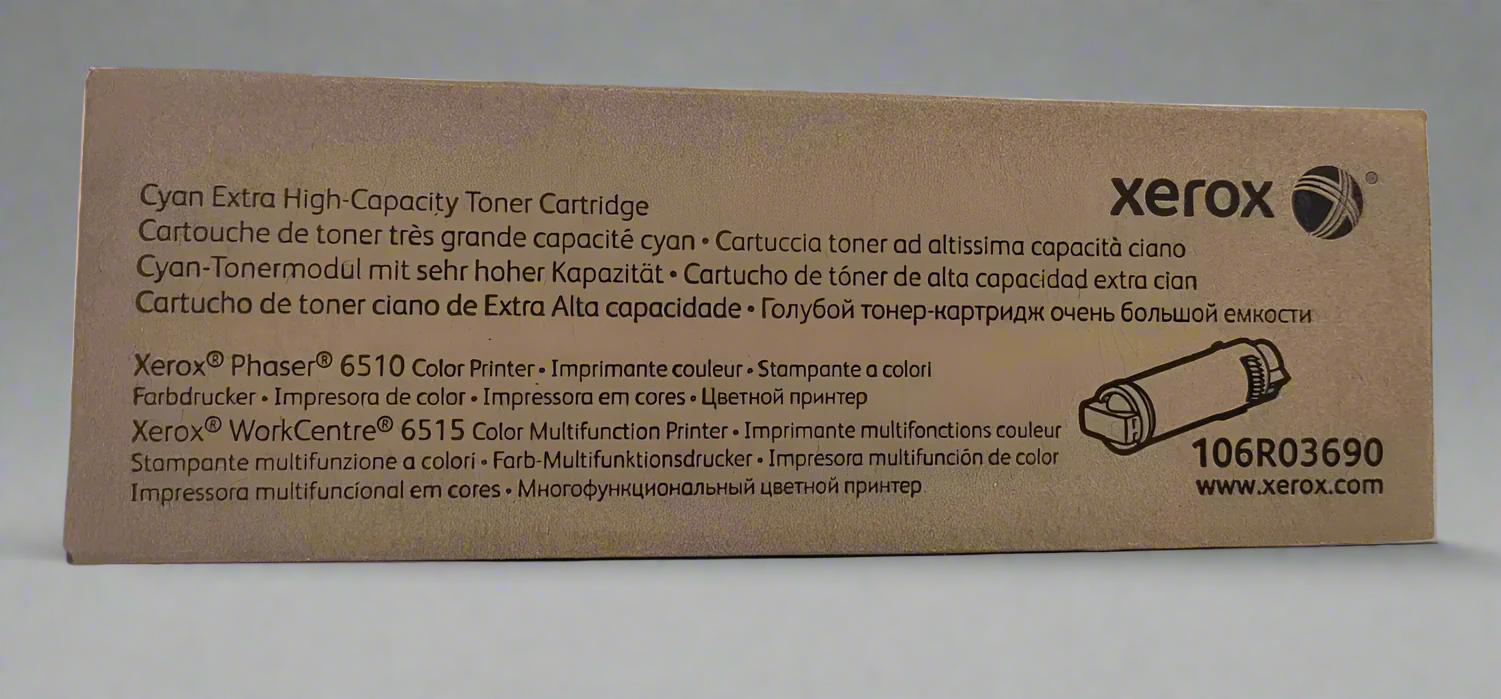 xerox ®
Cyan Extra High-Capacity Toner Cartridge
Cartouche de toner très grande capacité cyan • Cartuccia toner ad altissima capacità ciano
Cyan-Tonermodul mit sehr hoher Kapazität • Cartucho de tóner de alta capacidad extra cian
Cartucho de toner ciano de Extra Alta capacidade • Голубой тонер-картридж очень большой емкости
Xerox® Phaser® 6510 Color Printer • Imprimante couleur • Stampante a colori
Farbdrucker • Impresora de color • Impressora em cores • Цветной принтер
Xerox® WorkCentre® 6515 Color Multifunction Printer • Imprimante multifonctions couleur
Stampante multifunzione a colori • Farb-Multifunktionsdrucker • Impresora multifunción de color
Impressora multifuncional em cores • Многофункциональный цветной принтер
106R03690
www.xerox.com